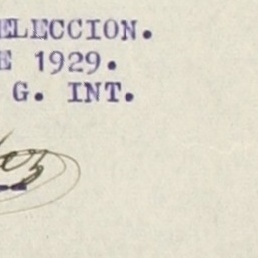 ELECCION.
E 1929.
G. INT.